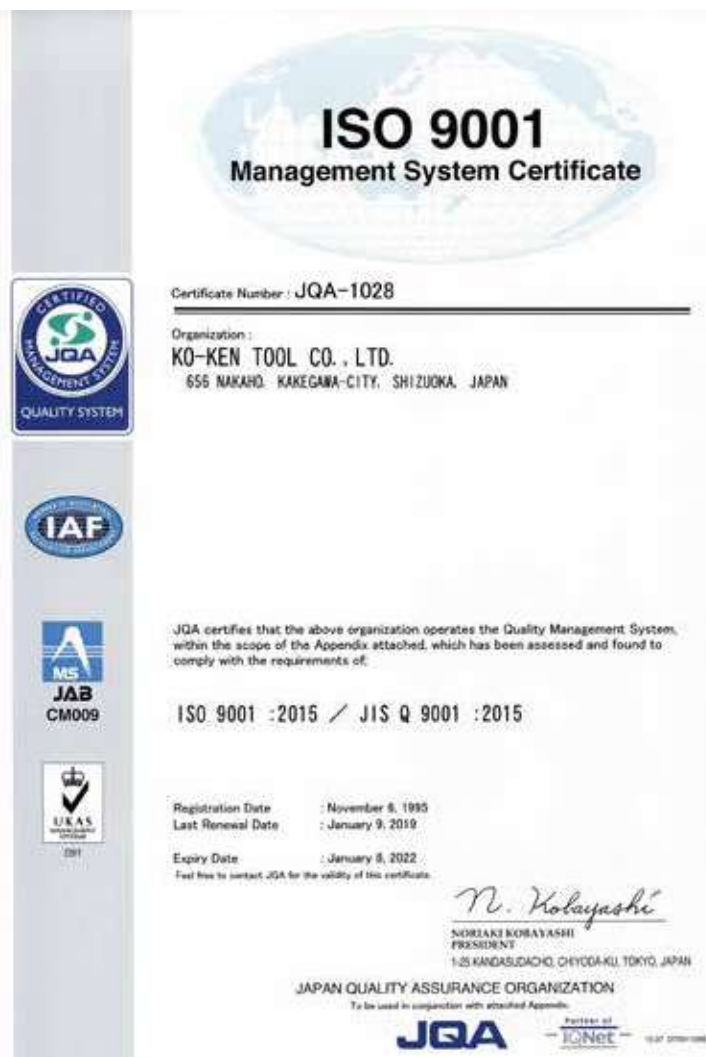 ISO 9001
Management System Certificate
Certificate Number : JQA-1028
Organization :
KO-KEN TOOL CO., LTD.
656 NAKAHO, KAKEGAWA-CITY, SHIZUOKA, JAPAN
CERTIFIED
JQA
MANAGEMENT SYSTEM
QUALITY SYSTEM
IAF
JQA certifies that the above organization operates the Quality Management System,
within the scope of the Appendix attached, which has been assessed and found to
comply with the requirements of:
MS
JAB
CM009
ISO 9001 :2015 / JIS Q 9001 :2015
UKAS
MANAGEMENT
SYSTEMS
Registration Date : November 6, 1995
Last Renewal Date : January 9, 2019
Expiry Date : January 8, 2022
Feel free to contact JQA for the validity of this certificate.
N. Kobayashi
NORIAKI KOBAYASHI
PRESIDENT
1-25 KANDASUDACHO, CHIYODA-KU, TOKYO, JAPAN
JAPAN QUALITY ASSURANCE ORGANIZATION
To be used in conjunction with attached Appendix.
JQA
Partner of
IQNet